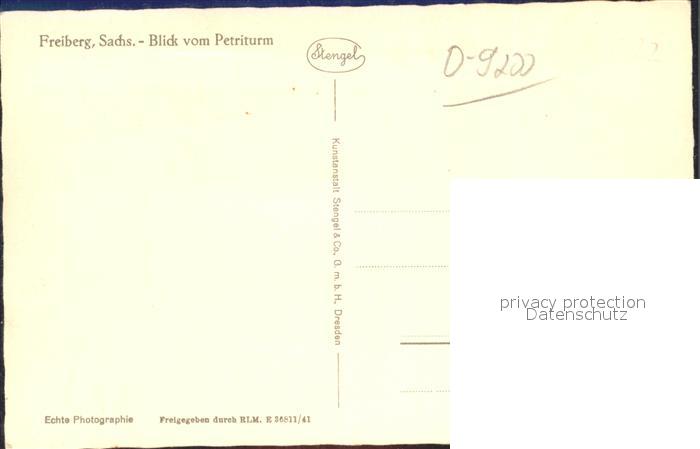 Freiberg, Sachs. - Blick vom Petriturm
Stengel
O-9200
Kunstanstalt Stengel & Co., G. m. b. H., Dresden
privacy protection
Datenschutz
Echte Photographie
Freigegeben durch RLM. E 36811/41